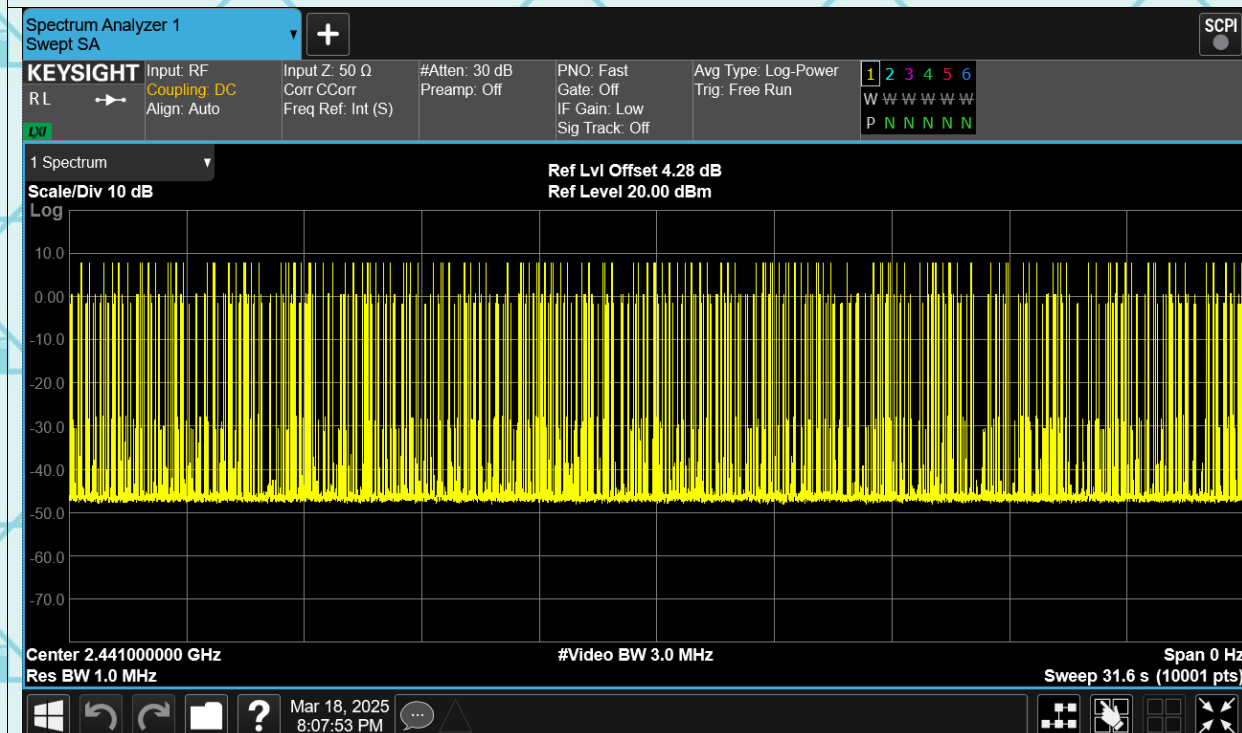 Spectrum Analyzer 1
Swept SA
SCPI
KEYSIGHT
RL
LXI
Input: RF
Coupling: DC
Align: Auto
Input Z: 50 Ω
Corr CCorr
Freq Ref: Int (S)
#Atten: 30 dB
Preamp: Off
PNO: Fast
Gate: Off
IF Gain: Low
Sig Track: Off
Avg Type: Log-Power
Trig: Free Run
1 2 3 4 5 6
W W W W W W
P N N N N N
1 Spectrum
Scale/Div 10 dB
Ref Lvl Offset 4.28 dB
Ref Level 20.00 dBm
Log
10.0
0.00
-10.0
-20.0
-30.0
-40.0
-50.0
-60.0
-70.0
Center 2.441000000 GHz
#Video BW 3.0 MHz
Span 0 Hz
Res BW 1.0 MHz
Sweep 31.6 s (10001 pts)
?
Mar 18, 2025
8:07:53 PM